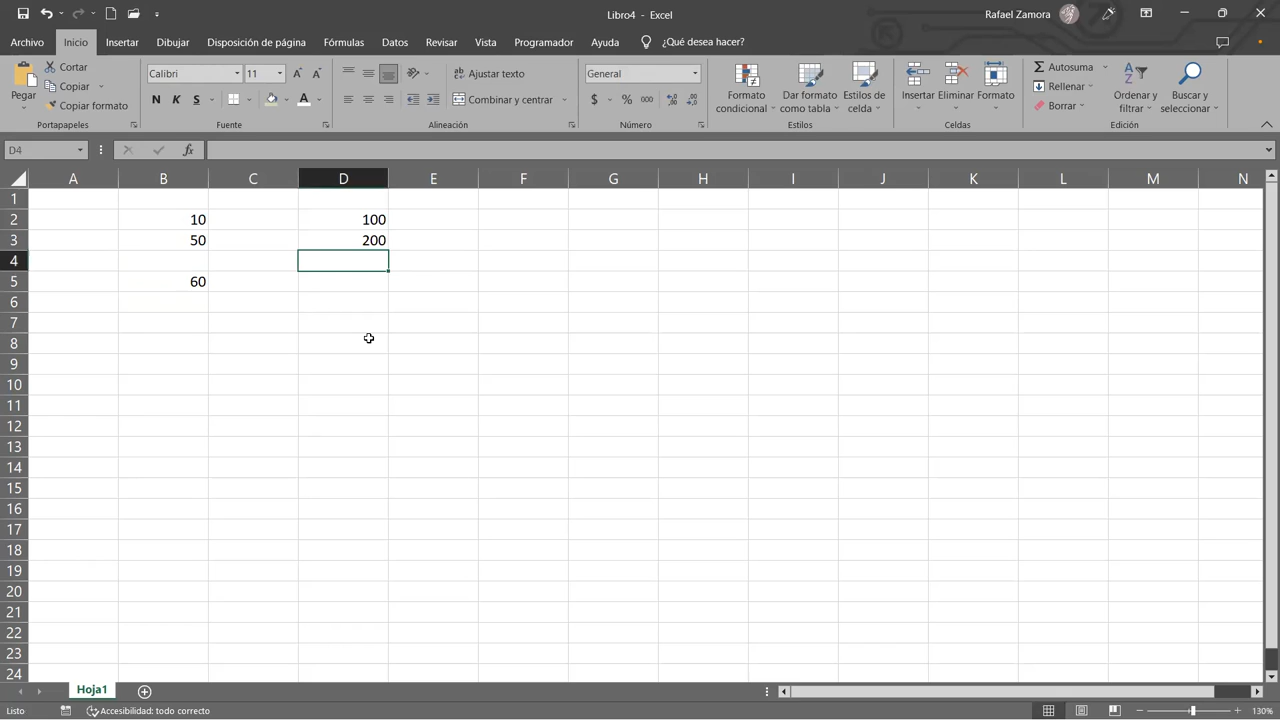 Libro4 - Excel
Rafael Zamora
Archivo Inicio Insertar Dibujar Disposición de página Fórmulas Datos Revisar Vista Programador Ayuda ¿Qué desea hacer?
Pegar
Cortar
Copiar
Copiar formato
Portapapeles
Calibri 11
N K S
Fuente
Ajustar texto
Combinar y centrar
Alineación
General
$ % 000
Número
Formato condicional
Dar formato como tabla
Estilos de celda
Estilos
Insertar Eliminar Formato
Celdas
Autosuma
Rellenar
Borrar
Ordenar y filtrar
Buscar y seleccionar
Edición
D4
fx
A B C D E F G H I J K L M N
1
2 10 100
3 50 200
4
5 60
6
7
8
9
10
11
12
13
14
15
16
17
18
19
20
21
22
23
24
Hoja1
Listo
Accesibilidad: todo correcto
130%